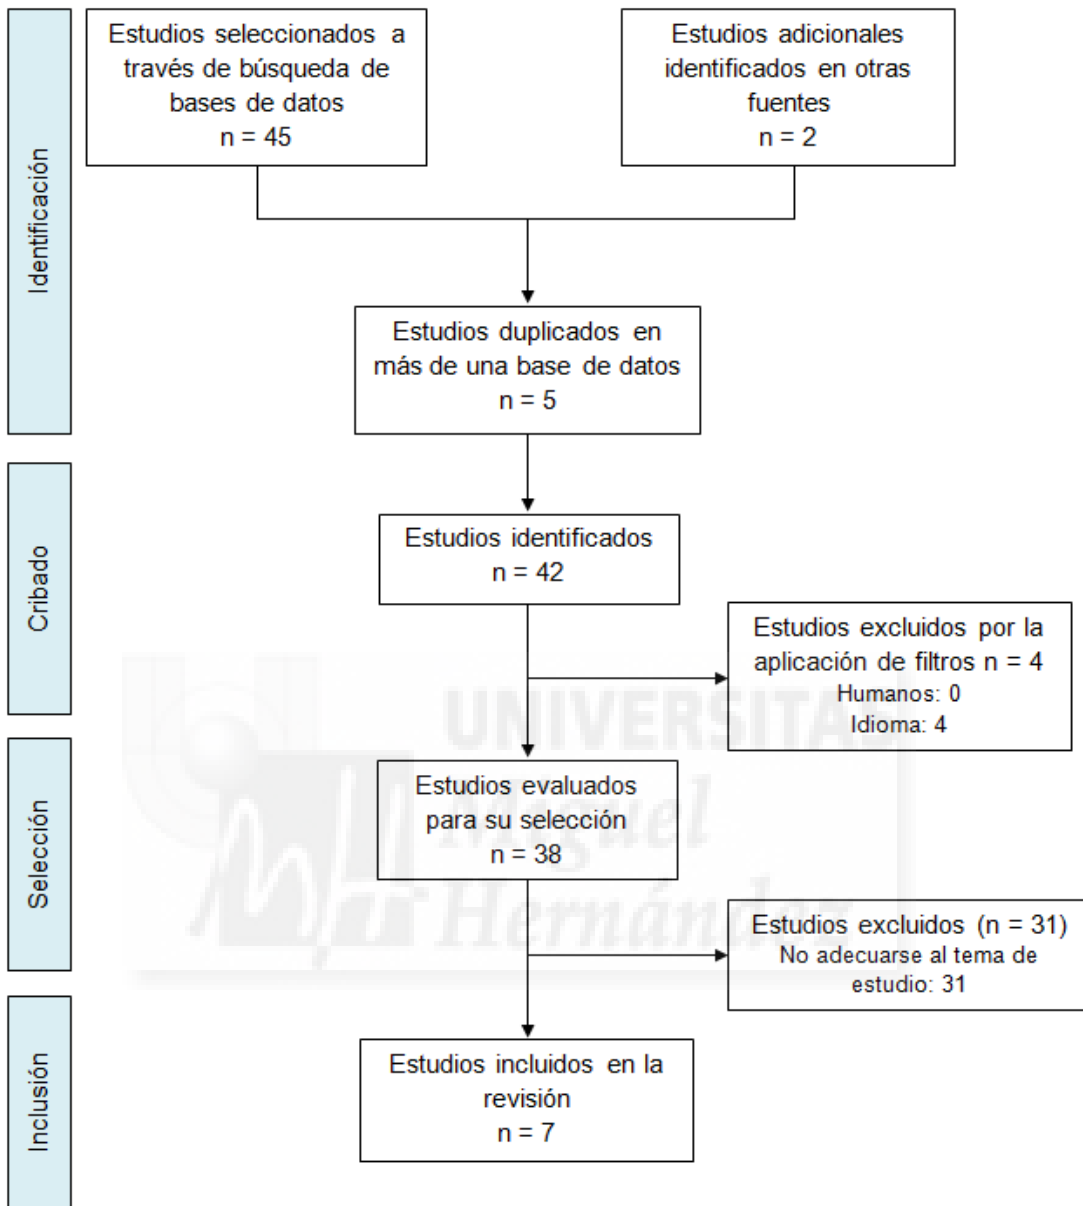 Identificación
Estudios seleccionados a
través de búsqueda de
bases de datos
n = 45
Estudios adicionales
identificados en otras
fuentes
n = 2
Estudios duplicados en
más de una base de datos
n = 5
Cribado
Estudios identificados
n = 42
Estudios excluidos por la
aplicación de filtros n = 4
Humanos: 0
Idioma: 4
Selección
Estudios evaluados
para su selección
n = 38
Estudios excluidos (n = 31)
No adecuarse al tema de
estudio: 31
Inclusión
Estudios incluidos en la
revisión
n = 7
UNIVERSITAS
Miguel
Hernández